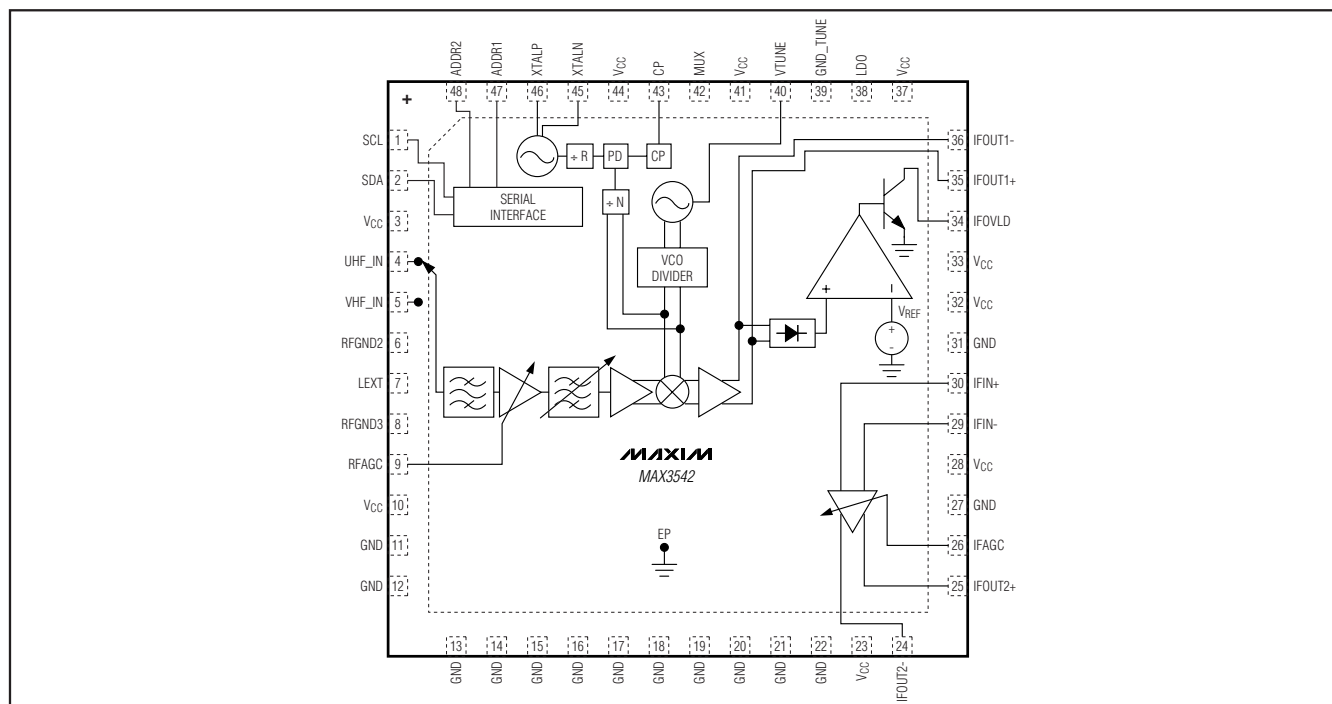 ADDR2
ADDR1
XTALP
XTALN
VCC
CP
MUX
VCC
VTUNE
GND_TUNE
LDO
VCC
48
47
46
45
44
43
42
41
40
39
38
37
+
SCL 1
SDA 2
VCC 3
UHF_IN 4
VHF_IN 5
RFGND2 6
LEXT 7
RFGND3 8
RFAGC 9
VCC 10
GND 11
GND 12
÷ R
PD
CP
÷ N
SERIAL
INTERFACE
VCO
DIVIDER
+
−
VREF
+
-
MAXIM
MAX3542
EP
36 IFOUT1-
35 IFOUT1+
34 IFOVLD
33 VCC
32 VCC
31 GND
30 IFIN+
29 IFIN-
28 VCC
27 GND
26 IFAGC
25 IFOUT2+
13
14
15
16
17
18
19
20
21
22
23
24
GND
GND
GND
GND
GND
GND
GND
GND
GND
GND
VCC
IFOUT2-